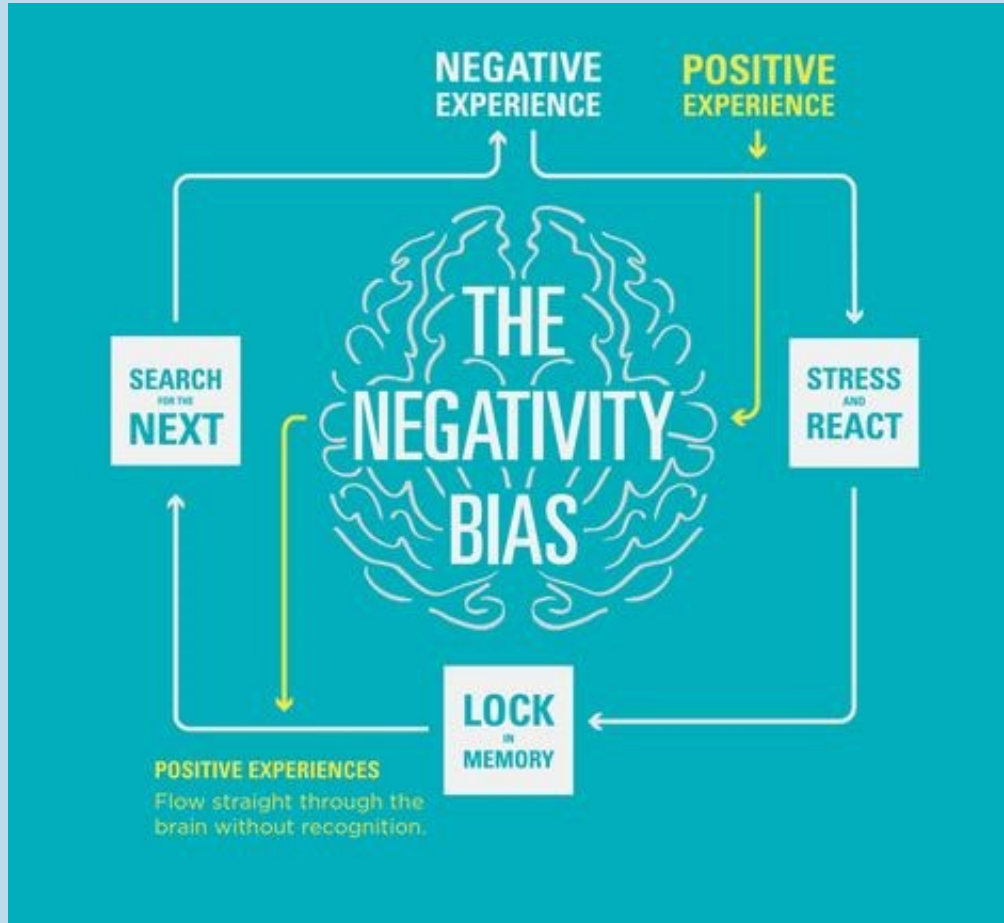 NEGATIVE
EXPERIENCE
POSITIVE
EXPERIENCE
THE
NEGATIVITY
BIAS
STRESS
AND
REACT
LOCK
IN
MEMORY
SEARCH
FOR THE
NEXT
POSITIVE EXPERIENCES
Flow straight through the
brain without recognition.